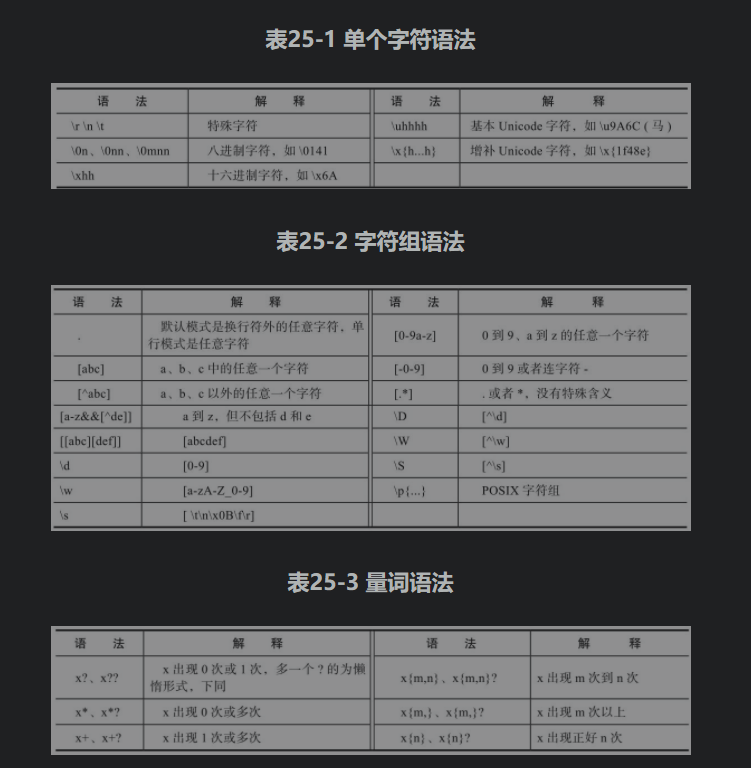 表25-1 单个字符语法
语 法 解 释 语 法 解 释
\r \n \t 特殊字符 \uhhhh 基本 Unicode 字符，如 \u9A6C ( 马 )
\0n、\0nn、\0mnn 八进制字符，如 \0141 \x{h...h} 增补 Unicode 字符，如 \x{1f48e}
\xhh 十六进制字符，如 \x6A
表25-2 字符组语法
语 法 解 释 语 法 解 释
. 默认模式是换行符外的任意字符，单
行模式是任意字符 [0-9a-z] 0 到 9、a 到 z 的任意一个字符
[abc] a、b、c 中的任意一个字符 [-0-9] 0 到 9 或者连字符 -
[^abc] a、b、c 以外的任意一个字符 [.*] . 或者 *，没有特殊含义
[a-z&&[^de]] a 到 z，但不包括 d 和 e \D [^\d]
[[abc][def]] [abcdef] \W [^\w]
\d [0-9] \S [^\s]
\w [a-zA-Z_0-9] \p{...} POSIX 字符组
\s [ \t\n\x0B\f\r]
表25-3 量词语法
语 法 解 释 语 法 解 释
x?、x?? x 出现 0 次或 1 次，多一个 ? 的为懒
惰形式，下同 x{m,n}、x{m,n}? x 出现 m 次到 n 次
x*、x*? x 出现 0 次或多次 x{m,}、x{m,}? x 出现 m 次以上
x+、x+? x 出现 1 次或多次 x{n}、x{n}? x 出现正好 n 次